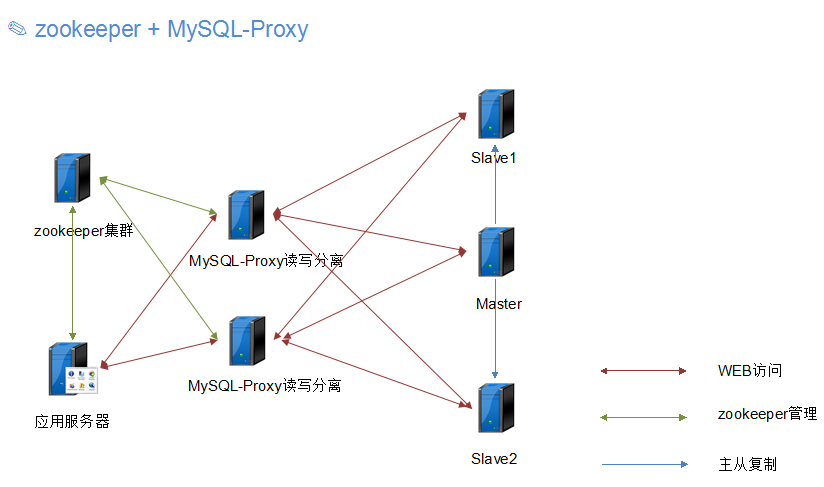 zookeeper + MySQL-Proxy
Slave1
zookeeper集群
MySQL-Proxy读写分离
Master
MySQL-Proxy读写分离
应用服务器
Slave2
WEB访问
zookeeper管理
主从复制